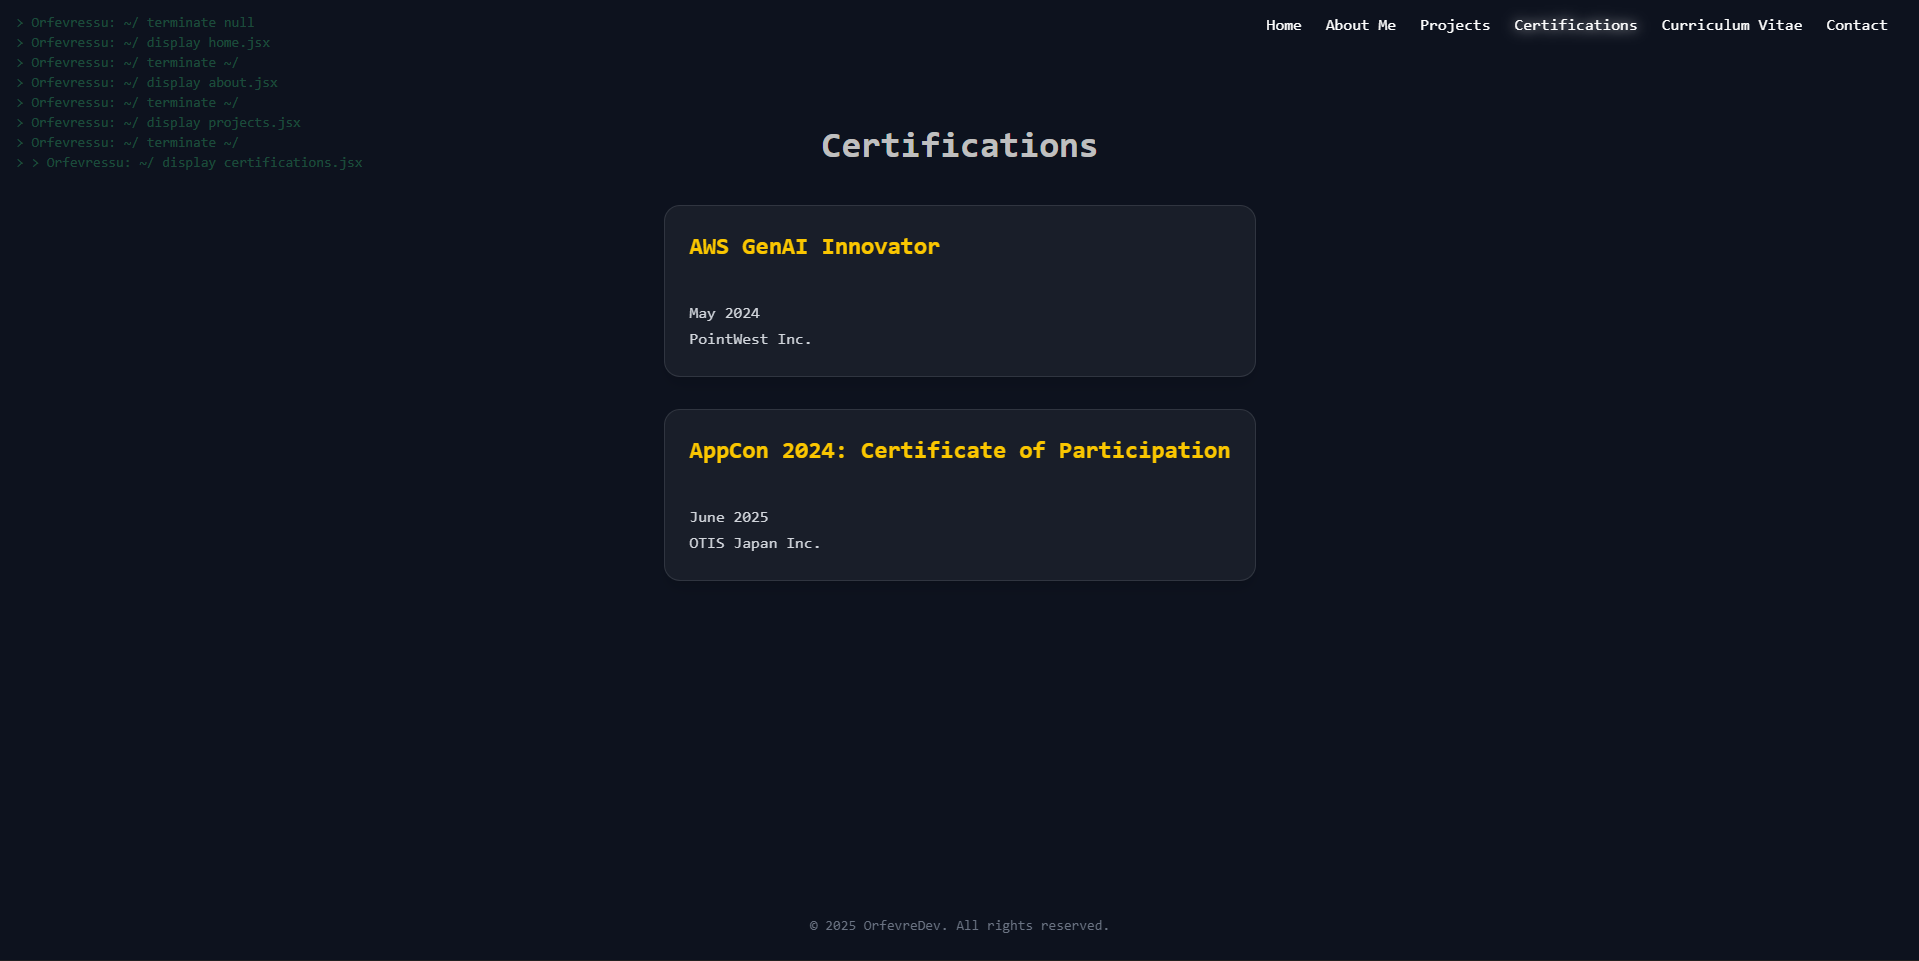 > Orfevressu: ~/ terminate null
> Orfevressu: ~/ display home.jsx
> Orfevressu: ~/ terminate ~/
> Orfevressu: ~/ display about.jsx
> Orfevressu: ~/ terminate ~/
> Orfevressu: ~/ display projects.jsx
> Orfevressu: ~/ terminate ~/
> > Orfevressu: ~/ display certifications.jsx
Home About Me Projects Certifications Curriculum Vitae Contact
Certifications
AWS GenAI Innovator
May 2024
PointWest Inc.
AppCon 2024: Certificate of Participation
June 2025
OTIS Japan Inc.
© 2025 OrfevreDev. All rights reserved.